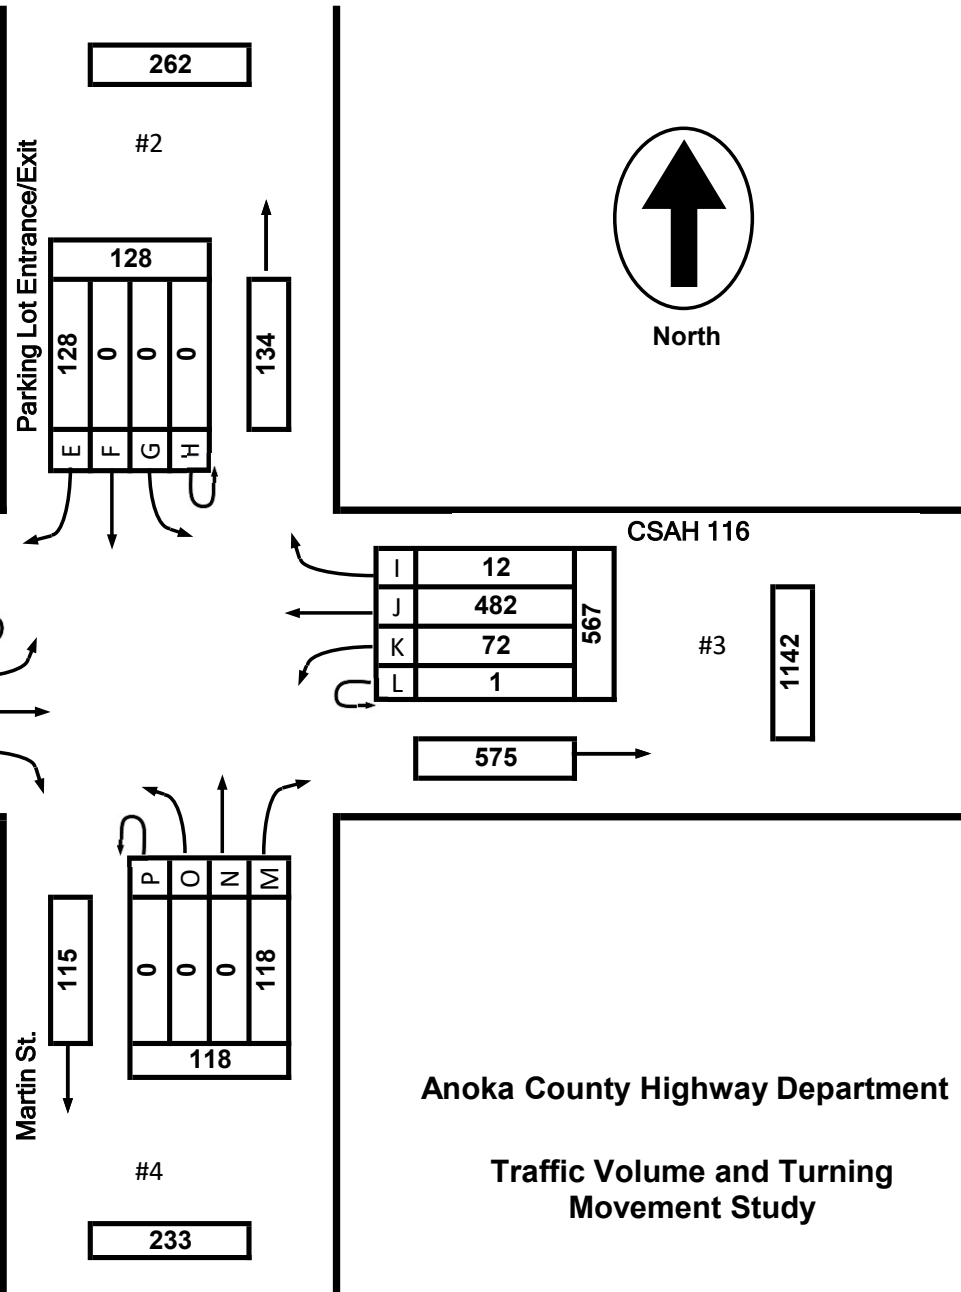 262
#2
Parking Lot Entrance/Exit
128
128 0 0 0
E F G H
134
North
CSAH 116
I 12
J 482
K 72
L 1
567
#3
1142
575
P O N M
0 0 0 118
118
115
Martin St.
#4
233
Anoka County Highway Department
Traffic Volume and Turning
Movement Study